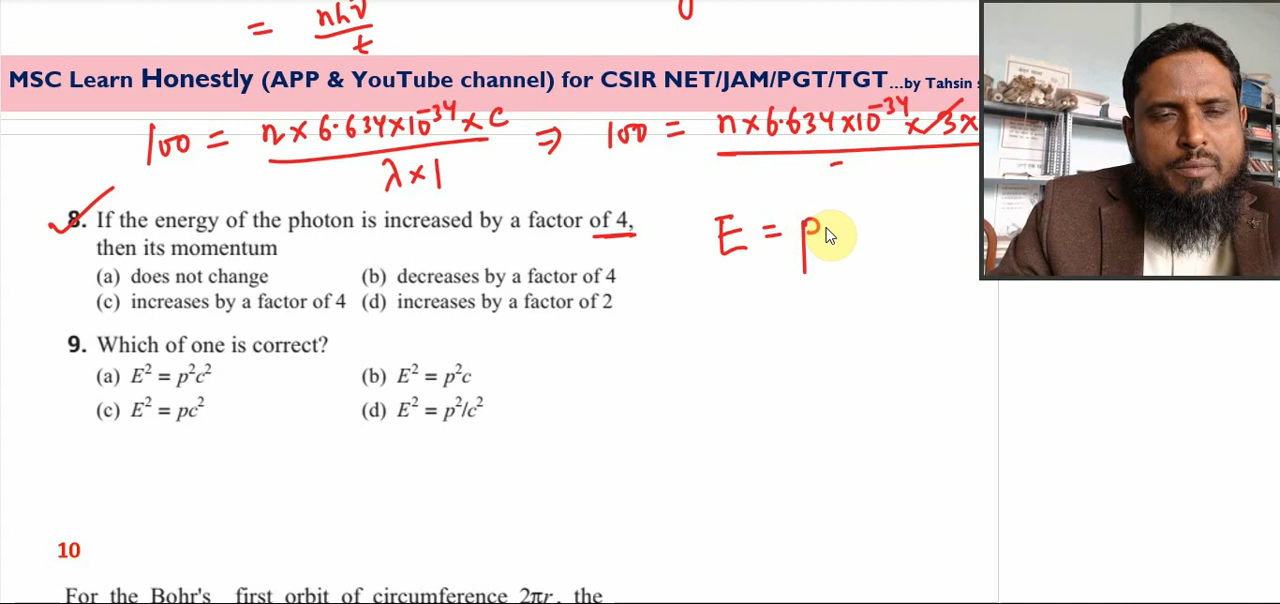 = nhν / t
MSC Learn Honestly (APP & YouTube channel) for CSIR NET/JAM/PGT/TGT...by Tahsin
100 = n × 6.634×10⁻³⁴ × c / λ × 1 ⇒ 100 = n × 6.634×10⁻³⁴ × 3×
8. If the energy of the photon is increased by a factor of 4,
then its momentum
E = p
(a) does not change (b) decreases by a factor of 4
(c) increases by a factor of 4 (d) increases by a factor of 2
9. Which of one is correct?
(a) E² = p²c² (b) E² = p²c
(c) E² = pc² (d) E² = p²/c²
10
For the Bohr's first orbit of circumference 2πr, the